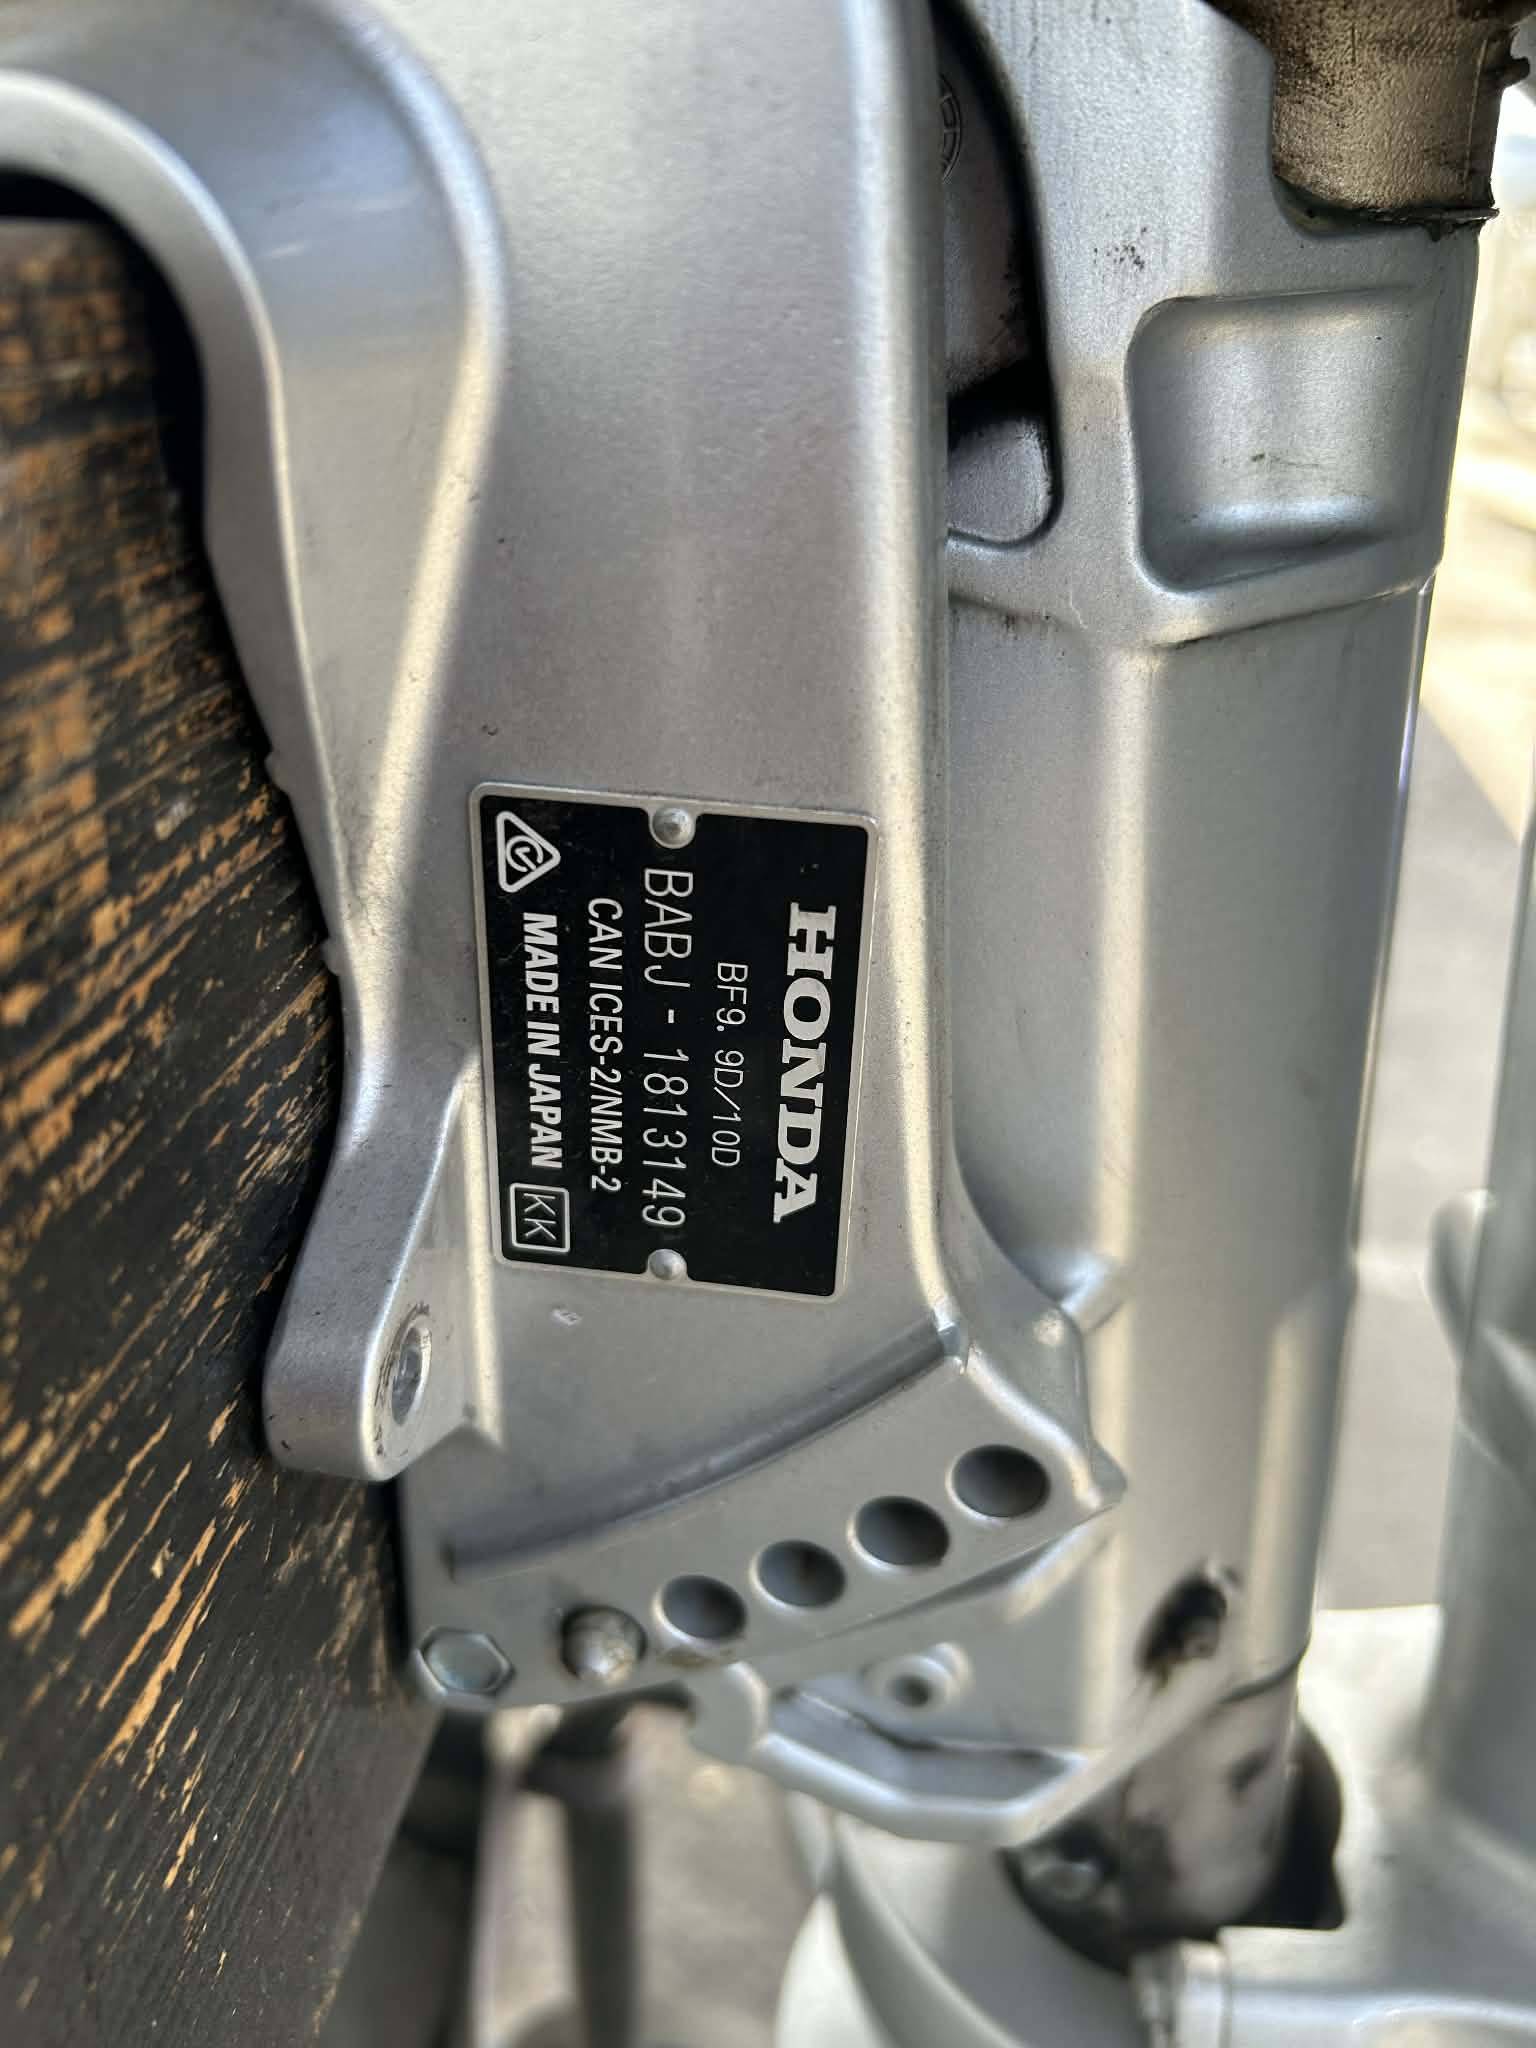 HONDA
BF9.9D/10D
BABJ - 1813149
CAN ICES-2/NMB-2
MADE IN JAPAN KK